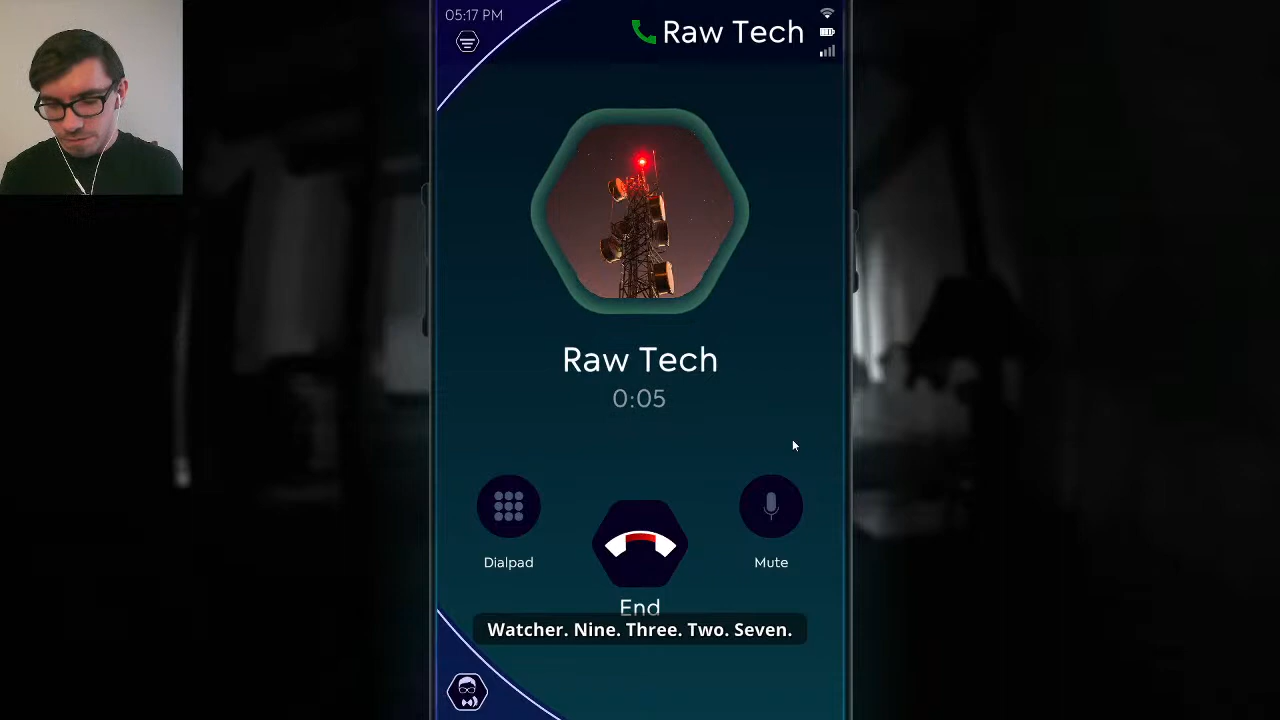 05:17 PM
Raw Tech
Raw Tech
0:05
Dialpad
Mute
End
Watcher. Nine. Three. Two. Seven.